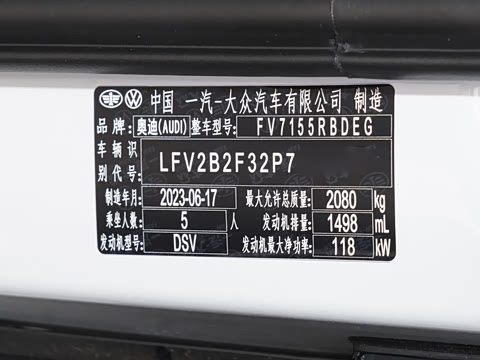 中国 一汽-大众汽车有限公司 制造
品牌: 奥迪(AUDI) 整车型号: FV7155RBDEG
车辆识别代号: LFV2B2F32P7
制造年月 2023-06-17 最大允许总质量: 2080 kg
乘坐人数: 5 人 发动机排量: 1498 mL
发动机型号: DSV 发动机最大净功率: 118 kW